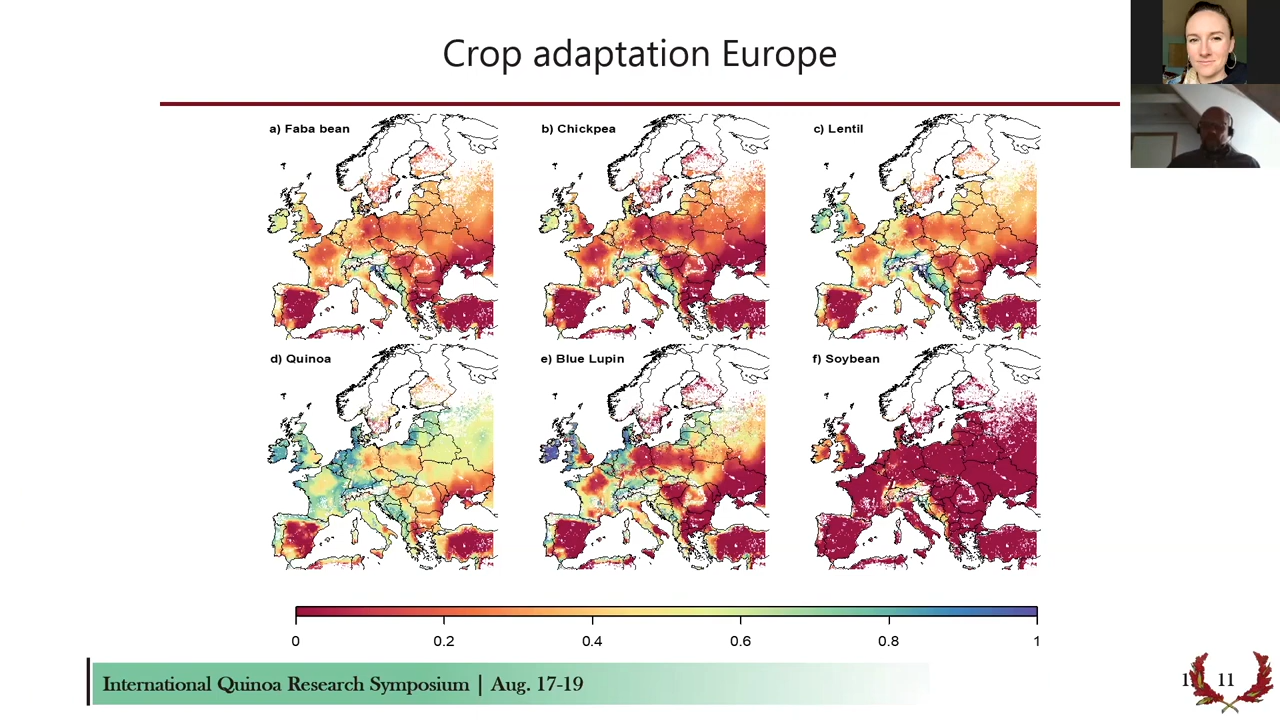 Crop adaptation Europe
a) Faba bean
b) Chickpea
c) Lentil
d) Quinoa
e) Blue Lupin
f) Soybean
0 0.2 0.4 0.6 0.8 1
International Quinoa Research Symposium | Aug. 17-19
11